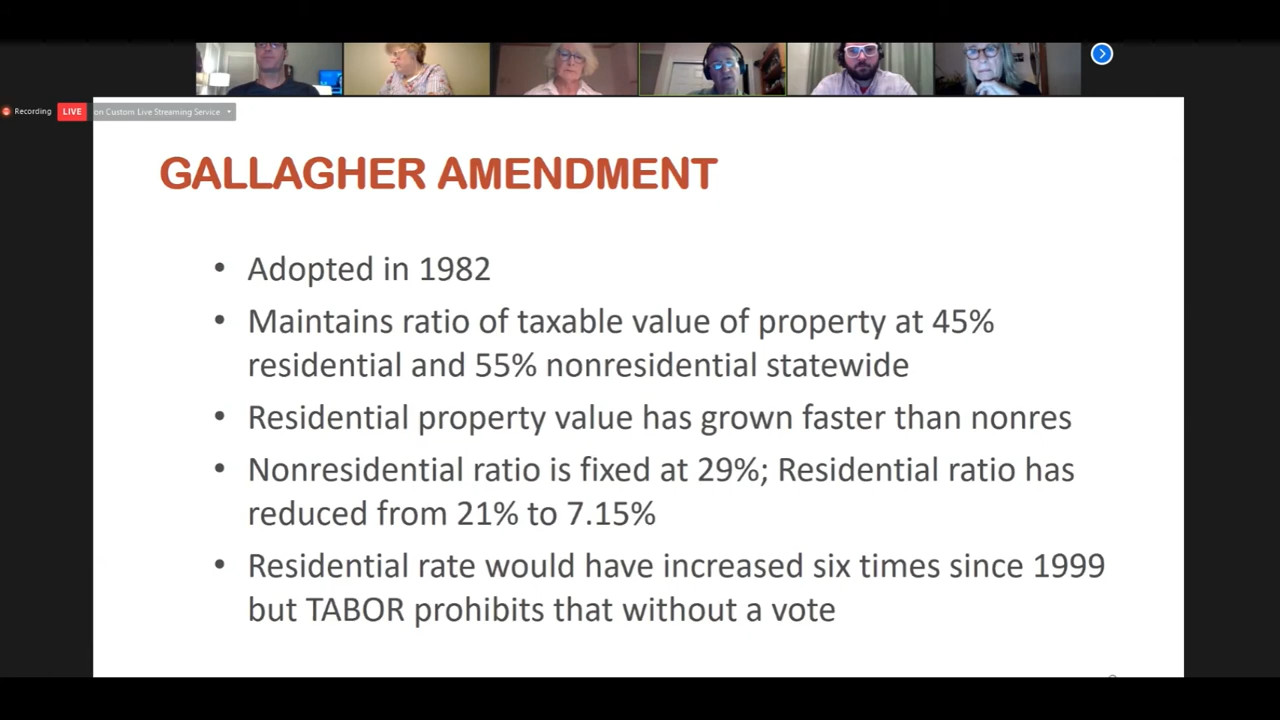 Recording
LIVE
on Custom Live Streaming Service
GALLAGHER AMENDMENT
• Adopted in 1982
• Maintains ratio of taxable value of property at 45%
residential and 55% nonresidential statewide
• Residential property value has grown faster than nonres
• Nonresidential ratio is fixed at 29%; Residential ratio has
reduced from 21% to 7.15%
• Residential rate would have increased six times since 1999
but TABOR prohibits that without a vote